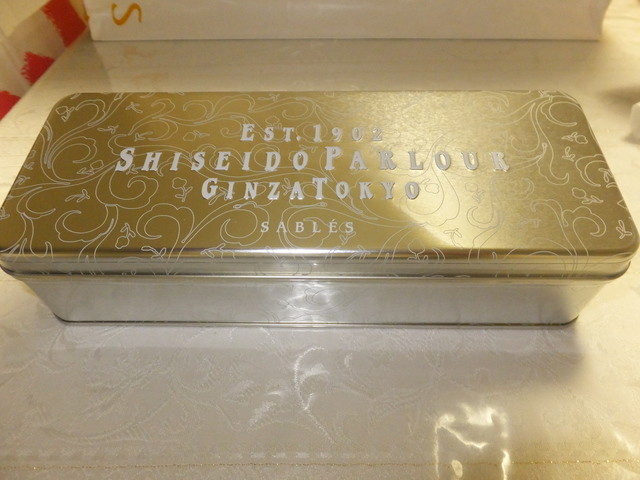 S
EST. 1902
SHISEIDO PARLOUR
GINZA TOKYO
SABLÉS